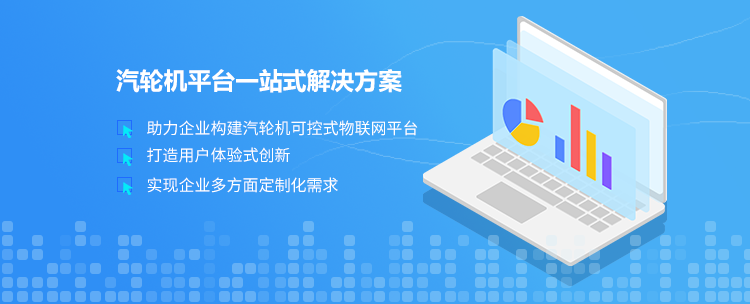 汽轮机平台一站式解决方案
助力企业构建汽轮机可控式物联网平台
打造用户体验式创新
实现企业多方面定制化需求